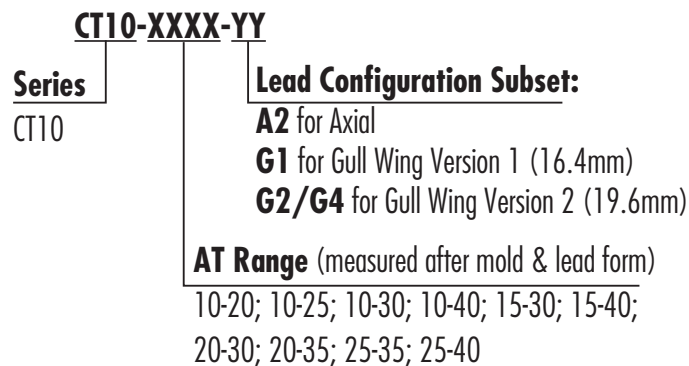 CT10-XXXX-YY
Series
CT10
Lead Configuration Subset:
A2 for Axial
G1 for Gull Wing Version 1 (16.4mm)
G2/G4 for Gull Wing Version 2 (19.6mm)
AT Range (measured after mold & lead form)
10-20; 10-25; 10-30; 10-40; 15-30; 15-40;
20-30; 20-35; 25-35; 25-40